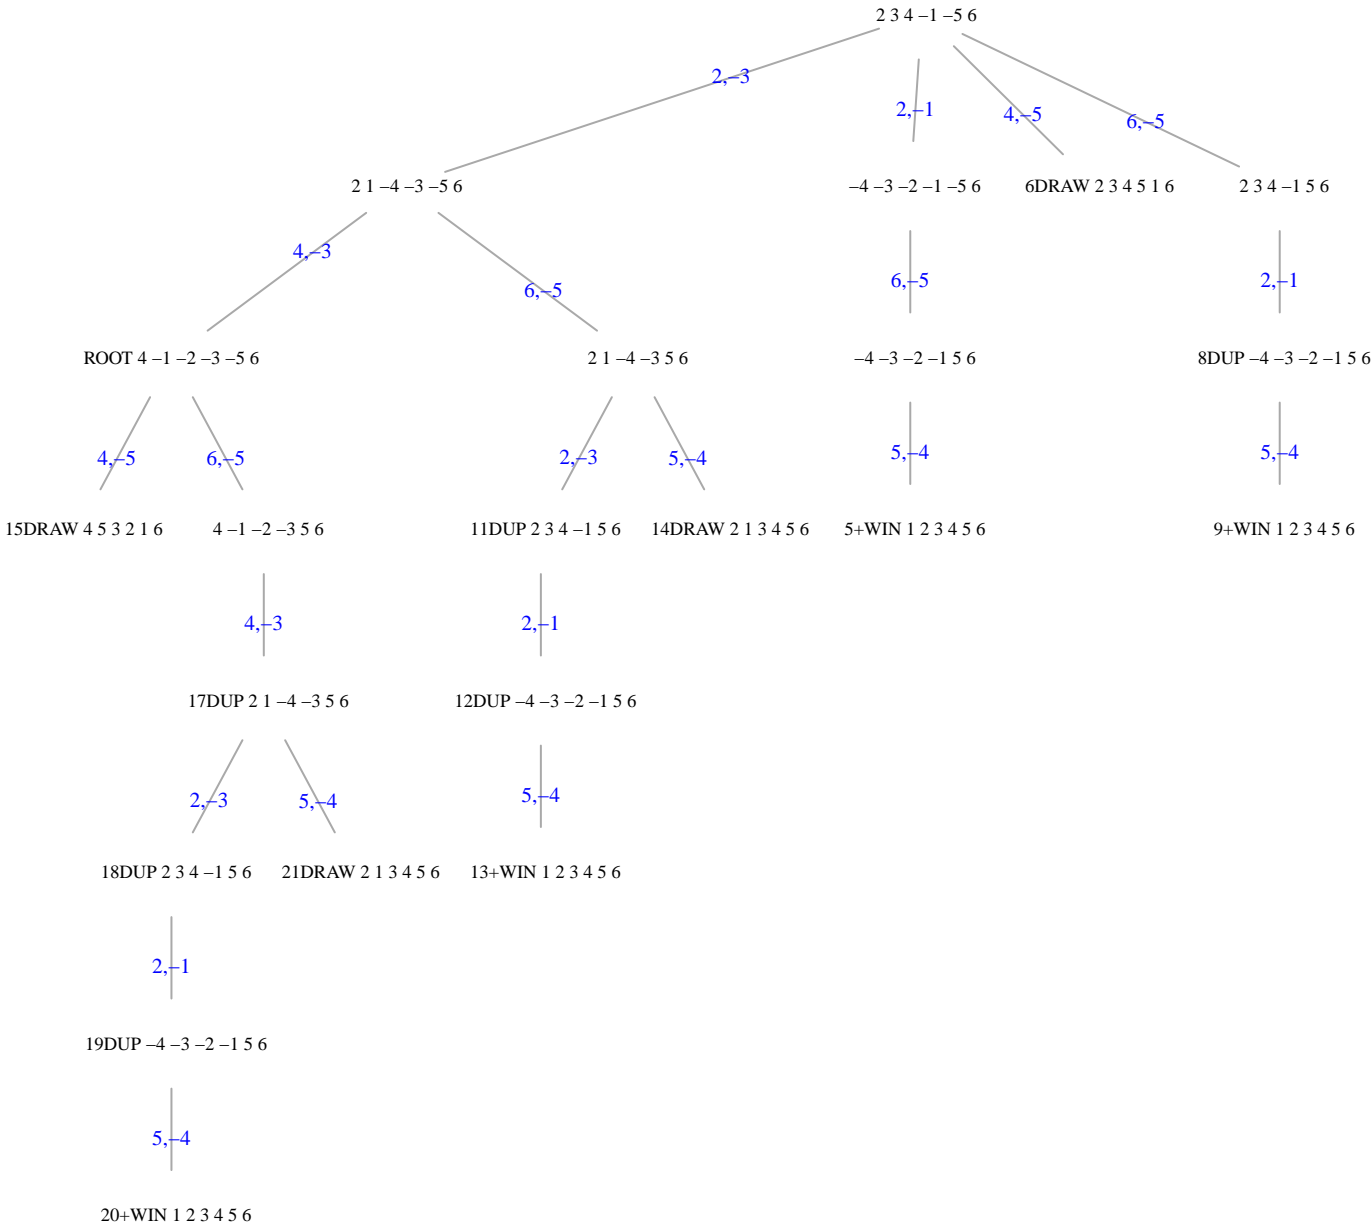 2 3 4 –1 –5 6
2,–3
2,–1
4,–5
6,–5
2 1 –4 –3 –5 6
–4 –3 –2 –1 –5 6
6DRAW 2 3 4 5 1 6
2 3 4 –1 5 6
4,–3
6,–5
6,–5
2,–1
ROOT 4 –1 –2 –3 –5 6
2 1 –4 –3 5 6
–4 –3 –2 –1 5 6
8DUP –4 –3 –2 –1 5 6
4,–5
6,–5
2,–3
5,–4
5,–4
5,–4
15DRAW 4 5 3 2 1 6
4 –1 –2 –3 5 6
11DUP 2 3 4 –1 5 6
14DRAW 2 1 3 4 5 6
5+WIN 1 2 3 4 5 6
9+WIN 1 2 3 4 5 6
4,–3
2,–1
17DUP 2 1 –4 –3 5 6
12DUP –4 –3 –2 –1 5 6
2,–3
5,–4
5,–4
18DUP 2 3 4 –1 5 6
21DRAW 2 1 3 4 5 6
13+WIN 1 2 3 4 5 6
2,–1
19DUP –4 –3 –2 –1 5 6
5,–4
20+WIN 1 2 3 4 5 6